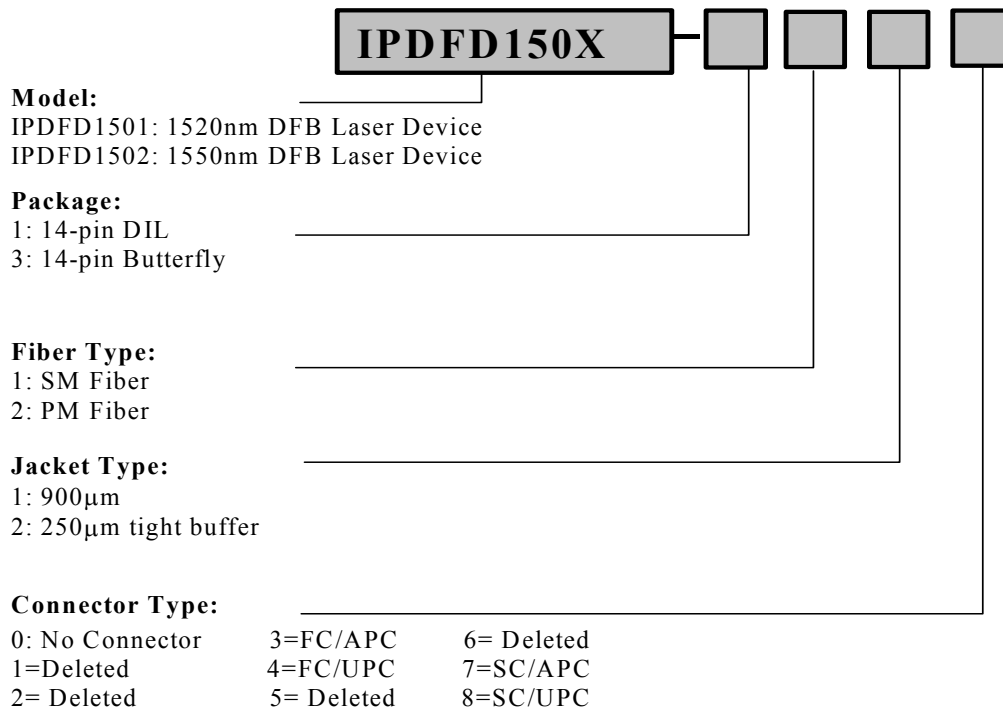 IPDFD150X
Model:
IPDFD1501: 1520nm DFB Laser Device
IPDFD1502: 1550nm DFB Laser Device
Package:
1: 14-pin DIL
3: 14-pin Butterfly
Fiber Type:
1: SM Fiber
2: PM Fiber
Jacket Type:
1: 900μm
2: 250μm tight buffer
Connector Type:
0: No Connector 3=FC/APC 6= Deleted
1=Deleted 4=FC/UPC 7=SC/APC
2= Deleted 5= Deleted 8=SC/UPC